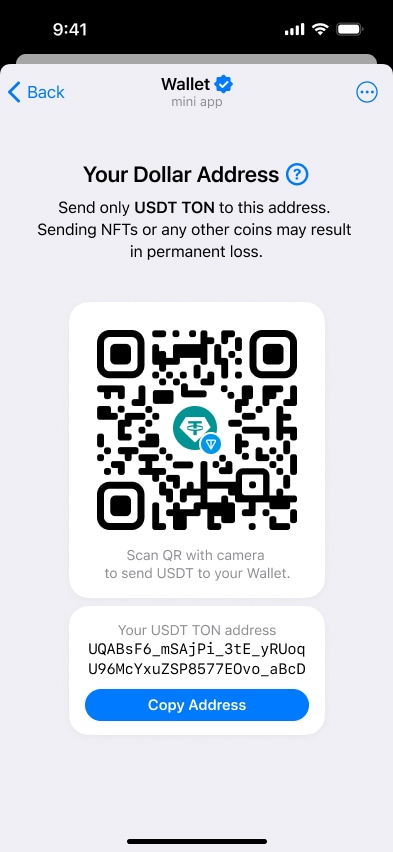 9:41
Back
Wallet
mini app
Your Dollar Address ?
Send only USDT TON to this address.
Sending NFTs or any other coins may result
in permanent loss.
Scan QR with camera
to send USDT to your Wallet.
Your USDT TON address
UQABsF6_mSAjPi_3tE_yRUoq
U96McYxuZSP8577EOvo_aBcD
Copy Address